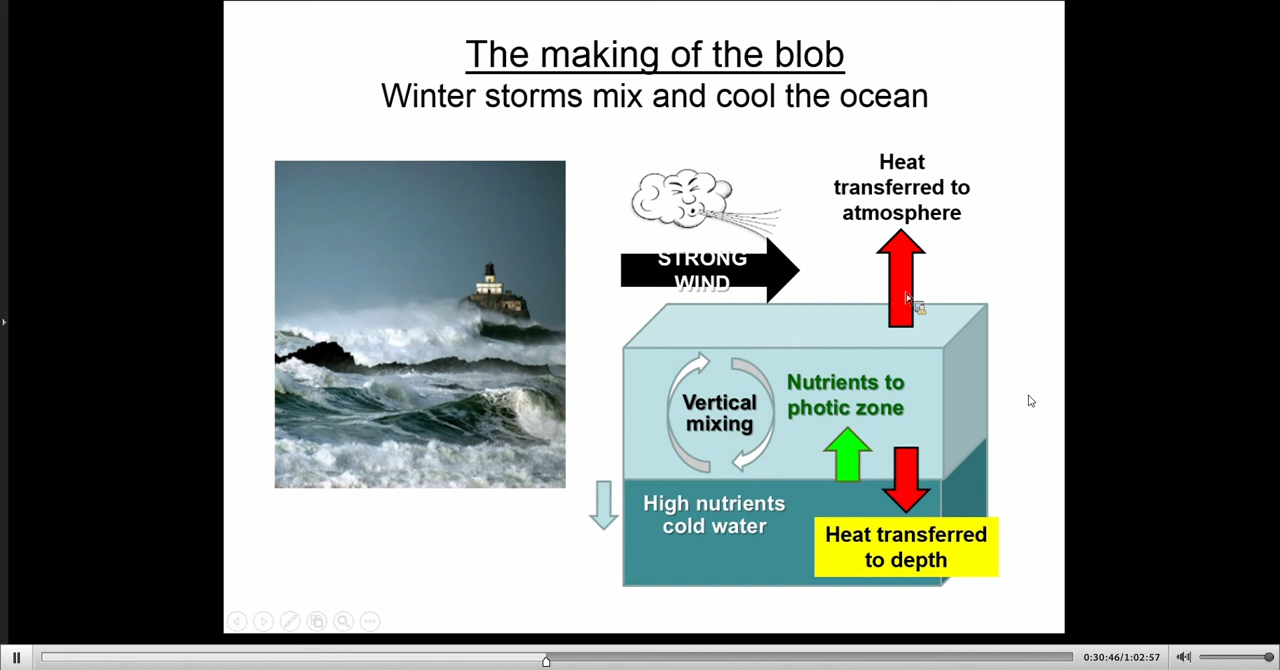 The making of the blob
Winter storms mix and cool the ocean
Heat
transferred to
atmosphere
STRONG
WIND
Vertical
mixing
Nutrients to
photic zone
High nutrients
cold water
Heat transferred
to depth
0:30:46/1:02:57